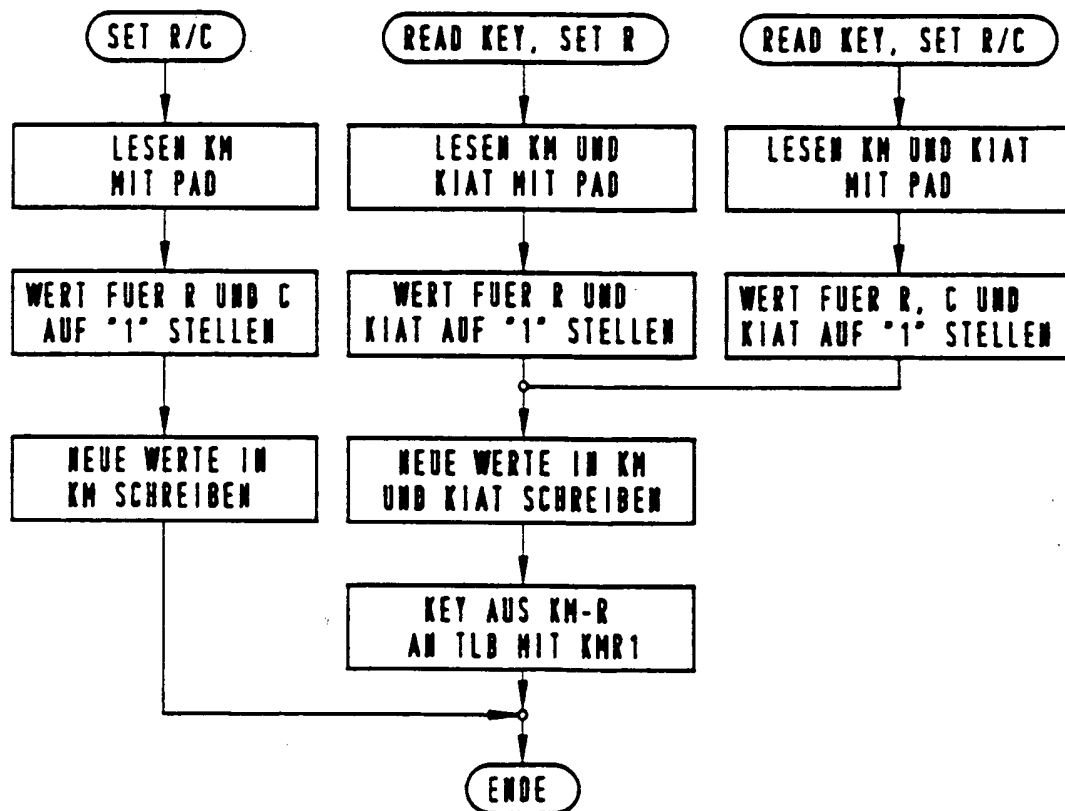 SET R/C
READ KEY, SET R
READ KEY, SET R/C
LESEN KM
MIT PAD
LESEN KM UND
KIAT MIT PAD
LESEN KM UND KIAT
MIT PAD
WERT FUER R UND C
AUF "1" STELLEN
WERT FUER R UND
KIAT AUF "1" STELLEN
WERT FUER R, C UND
KIAT AUF "1" STELLEN
NEUE WERTE IN
KM SCHREIBEN
NEUE WERTE IN KM
UND KIAT SCHREIBEN
KEY AUS KM-R
AN TLB MIT KMR1
ENDE